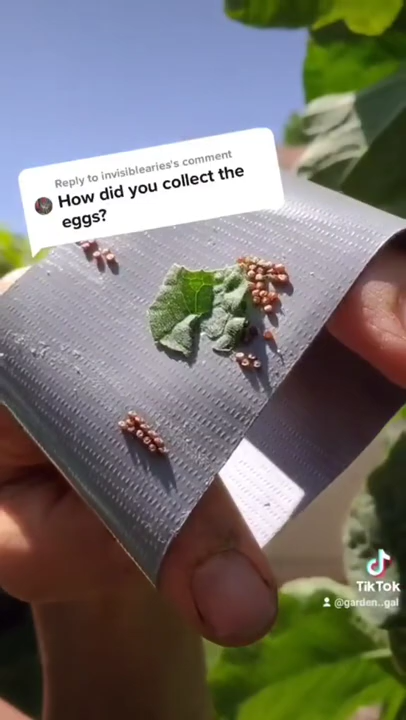 Reply to invisiblearies's comment
How did you collect the
eggs?
TikTok
@garden..gal